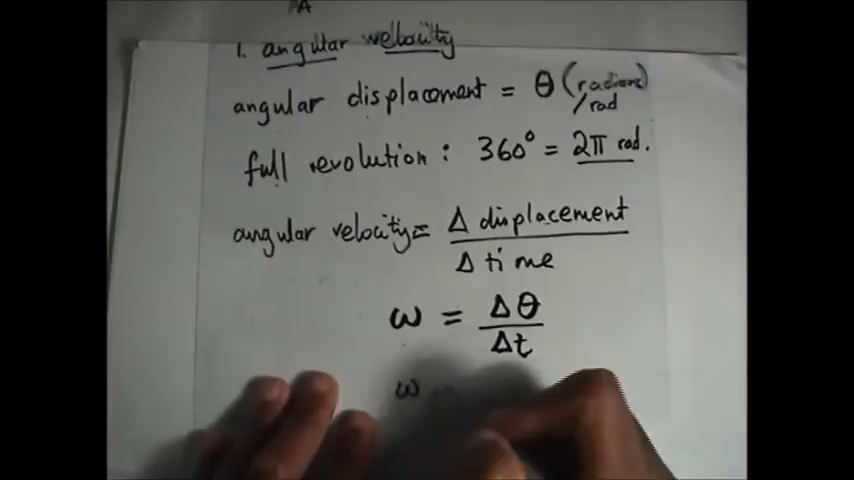 A
1. angular velocity
angular displacement = θ (radians)
/rad
full revolution : 360° = 2π rad.
angular velocity = Δ displacement
Δ time
ω = Δθ
Δt
ω =